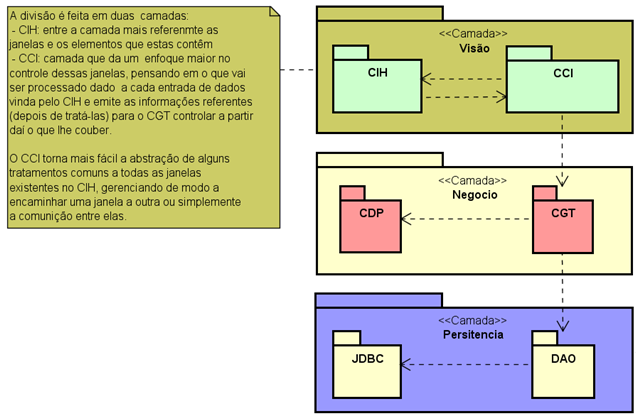 A divisão é feita em duas camadas:
- CIH: entre a camada mais referenmte as
janelas e os elementos que estas contêm
- CCI: camada que da um enfoque maior no
controle dessas janelas, pensando em o que vai
ser processado dado a cada entrada de dados
vinda pelo CIH e emite as informações referentes
(depois de tratá-las) para o CGT controlar a partir
daí o que lhe couber.
O CCI torna mais fácil a abstração de alguns
tratamentos comuns a todas as janelas
existentes no CIH, gerenciando de modo a
encaminhar uma janela a outra ou simplemente
a comunição entre elas.
<<Camada>>
Visão
CIH
CCI
<<Camada>>
Negocio
CDP
CGT
<<Camada>>
Persitencia
JDBC
DAO